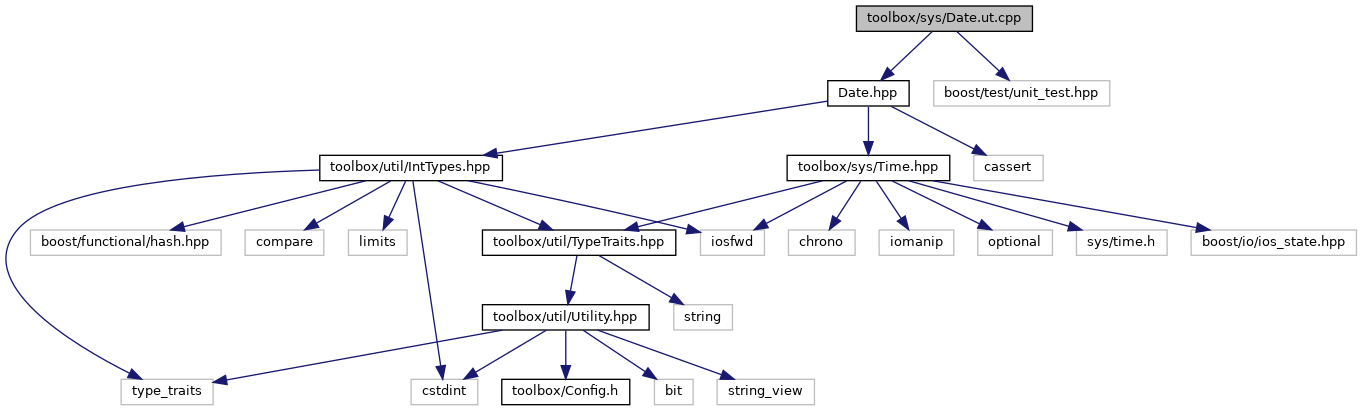 toolbox/sys/Date.ut.cpp
Date.hpp
boost/test/unit_test.hpp
toolbox/util/IntTypes.hpp
toolbox/sys/Time.hpp
cassert
boost/functional/hash.hpp
compare
limits
toolbox/util/TypeTraits.hpp
iosfwd
chrono
iomanip
optional
sys/time.h
boost/io/ios_state.hpp
toolbox/util/Utility.hpp
string
type_traits
cstdint
toolbox/Config.h
bit
string_view